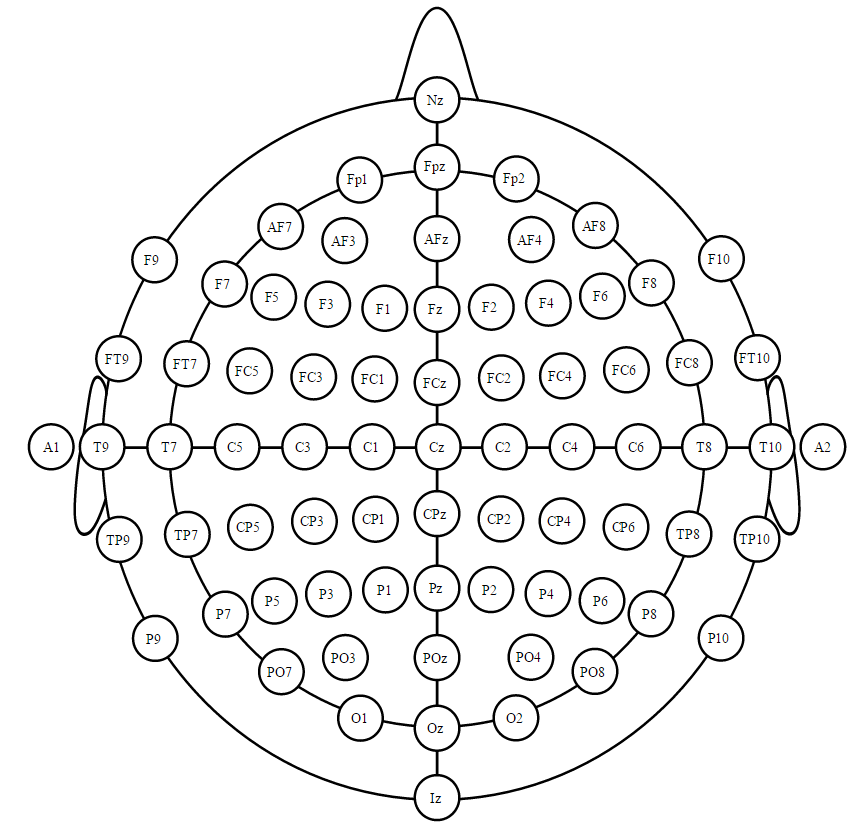 Nz
Fp1 Fpz Fp2
AF7 AF3 AFz AF4 AF8
F9 F7 F5 F3 F1 Fz F2 F4 F6 F8 F10
FT9 FT7 FC5 FC3 FC1 FCz FC2 FC4 FC6 FC8 FT10
A1 T9 T7 C5 C3 C1 Cz C2 C4 C6 T8 T10 A2
TP9 TP7 CP5 CP3 CP1 CPz CP2 CP4 CP6 TP8 TP10
P9 P7 P5 P3 P1 Pz P2 P4 P6 P8 P10
PO7 PO3 POz PO4 PO8
O1 Oz O2
Iz